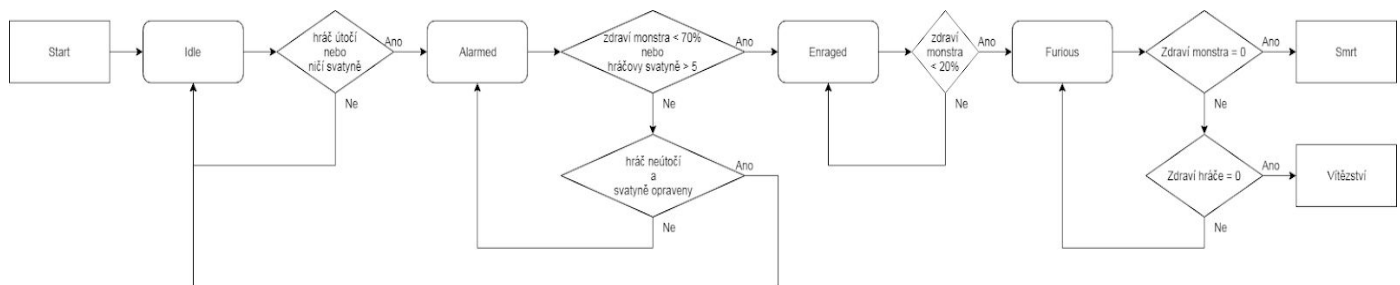 Start
Idle
hráč útočí
nebo
ničí svatyně
Ano
Ne
Alarmed
zdraví monstra < 70%
nebo
hráčovy svatyně > 5
Ano
Ne
hráč neútočí
a
svatyně opraveny
Ano
Ne
Enraged
zdraví
monstra
< 20%
Ano
Ne
Furious
Zdraví monstra = 0
Ano
Ne
Smrt
Zdraví hráče = 0
Ano
Ne
Vítězství